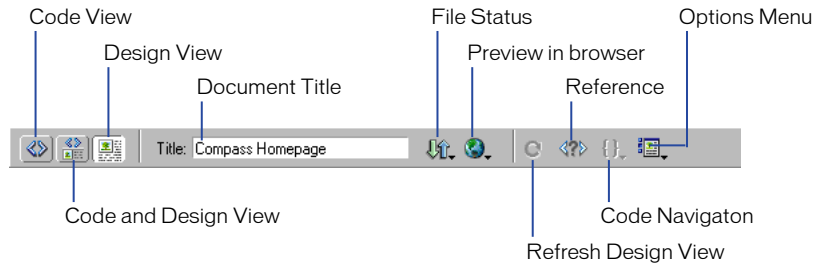 Code View
File Status
Options Menu
Design View
Preview in browser
Document Title
Reference
Title: Compass Homepage
Code and Design View
Code Navigaton
Refresh Design View